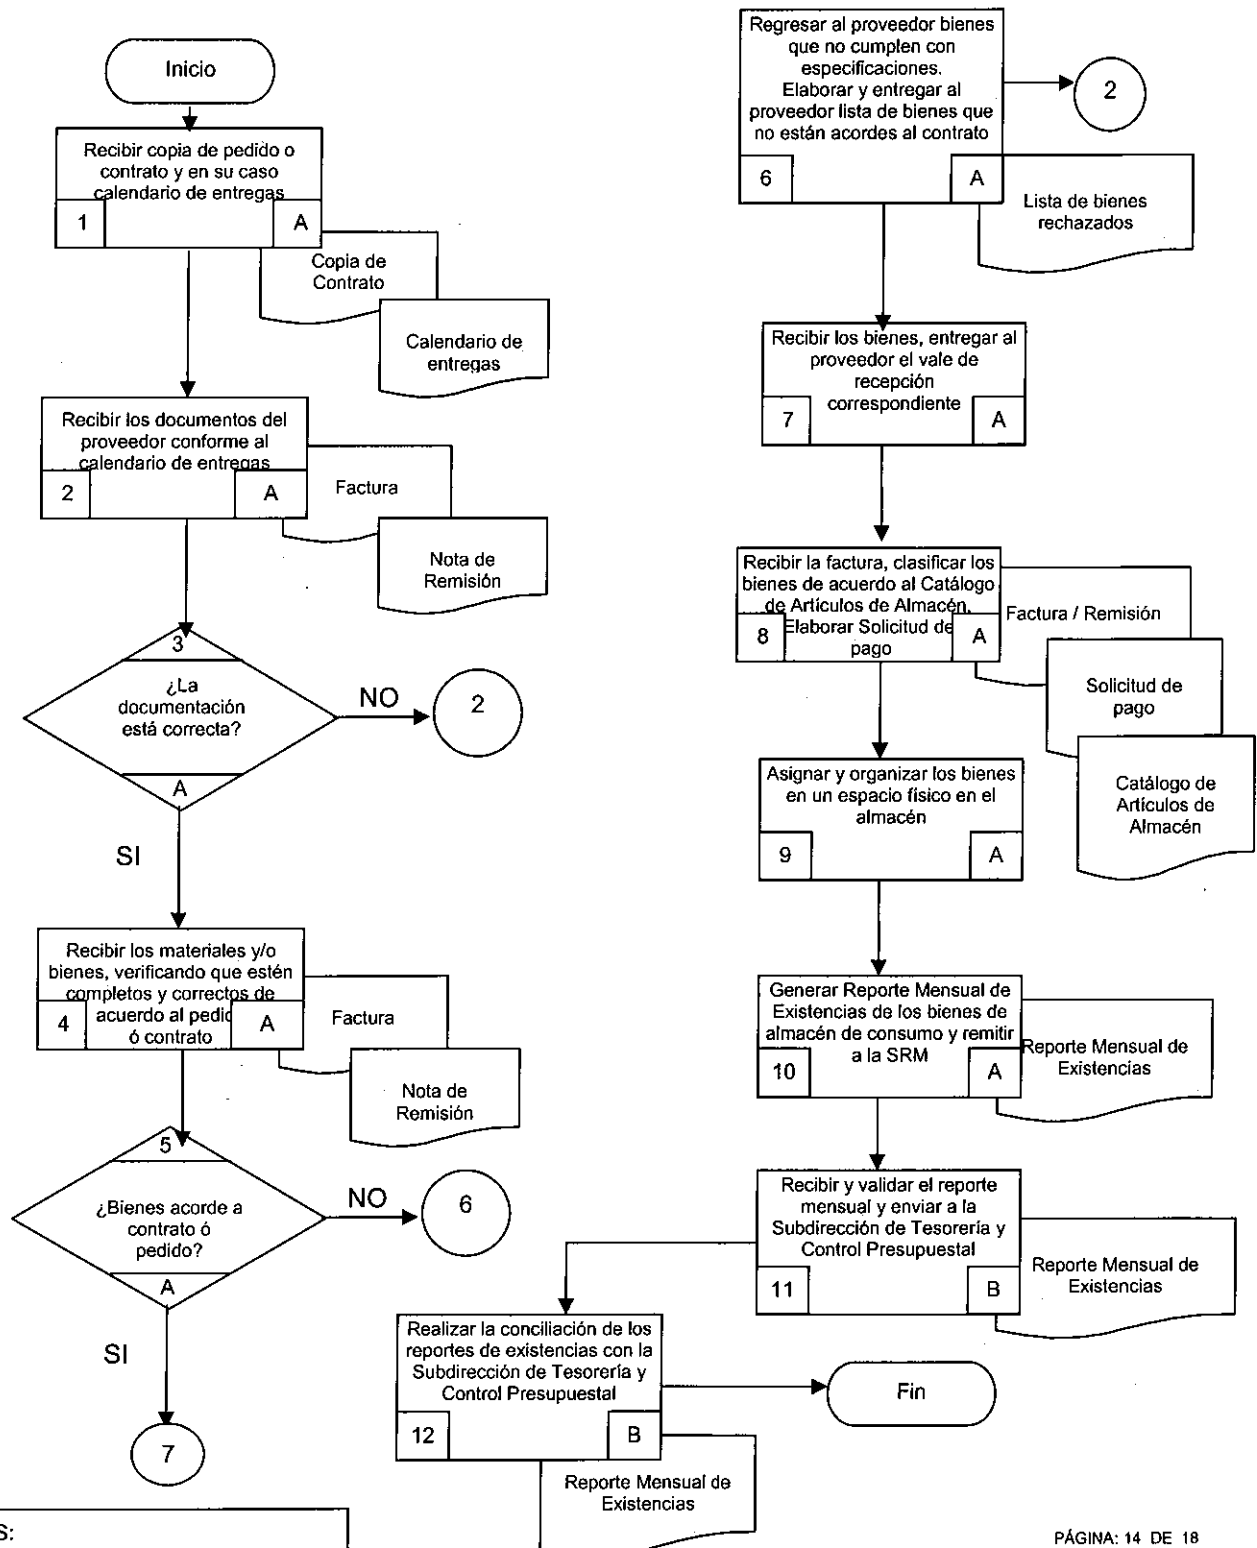 Inicio
Recibir copia de pedido o
contrato y en su caso
calendario de entregas
1
A
Copia de
Contrato
Calendario de
entregas
Recibir los documentos del
proveedor conforme al
calendario de entregas
2
A
Factura
Nota de
Remisión
3
¿La
documentación
está correcta?
A
NO
2
SI
Recibir los materiales y/o
bienes, verificando que estén
completos y correctos de
acuerdo al pedic
ó contrato
4
A
Factura
Nota de
Remisión
5
¿Bienes acorde a
contrato ó
pedido?
A
NO
6
SI
7
S:
Regresar al proveedor bienes
que no cumplen con
especificaciones.
Elaborar y entregar al
proveedor lista de bienes que
no están acordes al contrato
6
A
2
Lista de bienes
rechazados
Recibir los bienes, entregar al
proveedor el vale de
recepción
correspondiente
7
A
Recibir la factura, clasificar los
bienes de acuerdo al Catálogo
de Artículos de Almacén.
Elaborar Solicitud de
pago
8
A
Factura / Remisión
Solicitud de
pago
Catálogo de
Artículos de
Almacén
Asignar y organizar los bienes
en un espacio físico en el
almacén
9
A
Generar Reporte Mensual de
Existencias de los bienes de
almacén de consumo y remitir
a la SRM
10
A
Reporte Mensual de
Existencias
Recibir y validar el reporte
mensual y enviar a la
Subdirección de Tesorería y
Control Presupuestal
11
B
Reporte Mensual de
Existencias
Realizar la conciliación de los
reportes de existencias con la
Subdirección de Tesorería y
Control Presupuestal
12
B
Reporte Mensual de
Existencias
Fin
PÁGINA: 14 DE 18